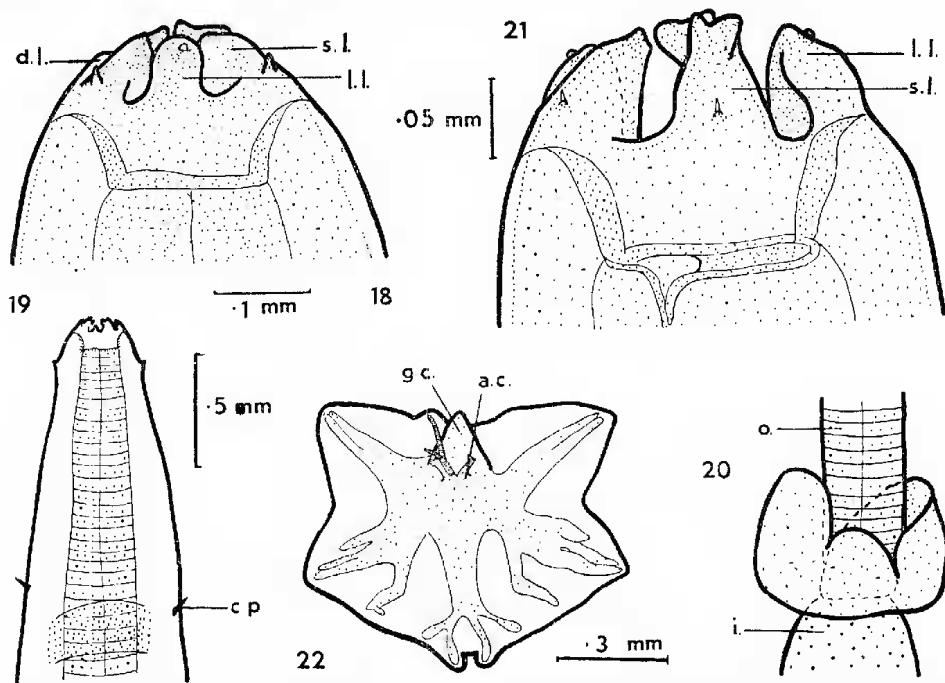 d.l.
s.l.
l.l.
21
l.l.
s.l.
·05 mm
19
·1 mm
18
·5 mm
g c.
a.c.
o.
20
c p
i.
22
·3 mm